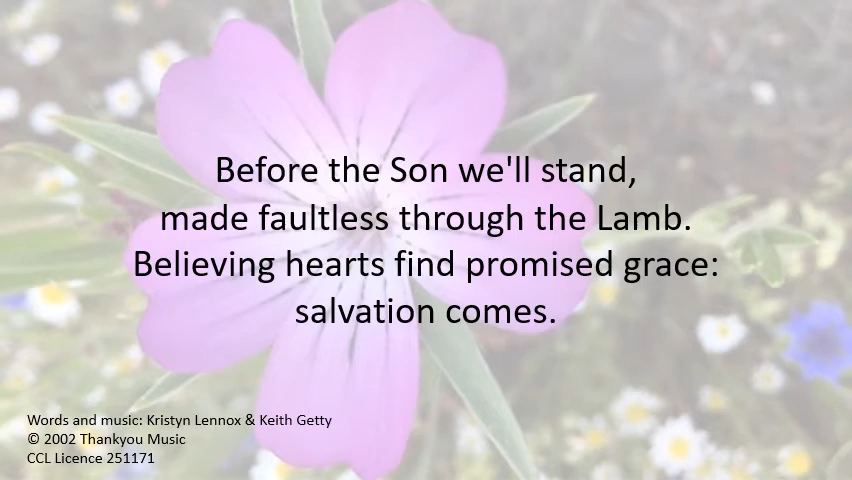 Before the Son we'll stand,
made faultless through the Lamb.
Believing hearts find promised grace:
salvation comes.
Words and music: Kristyn Lennox & Keith Getty
© 2002 Thankyou Music
CCL Licence 251171